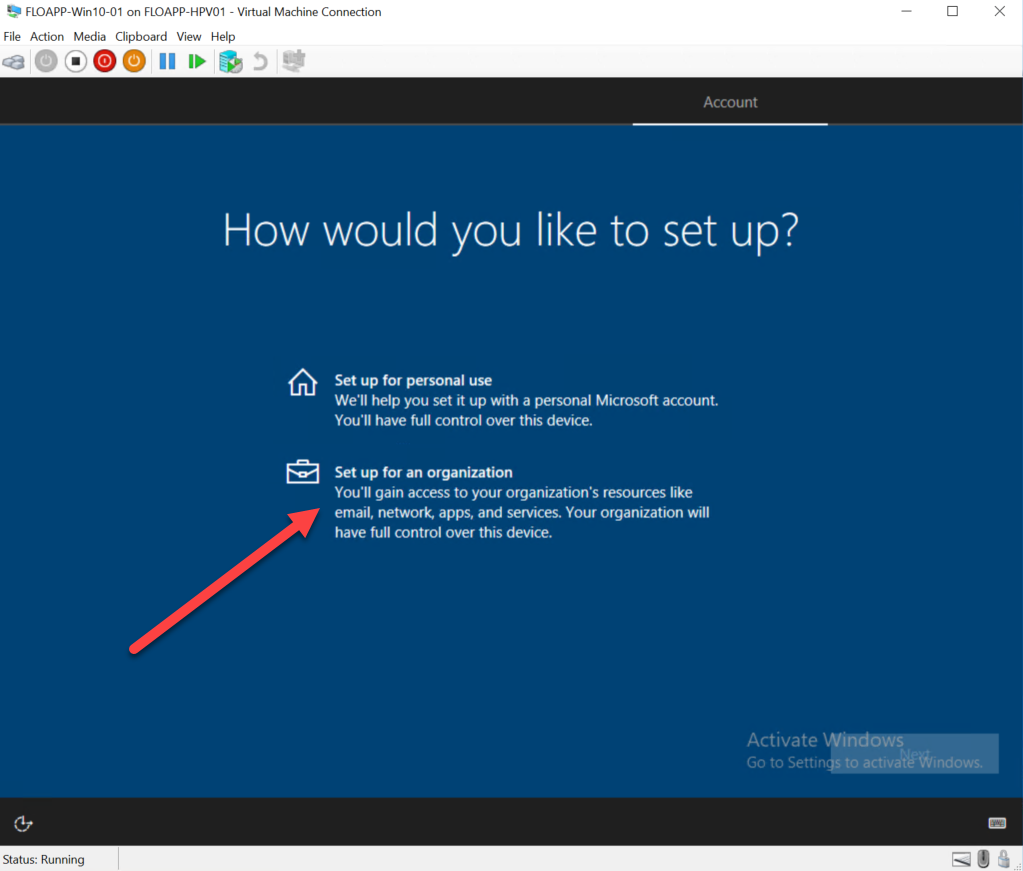 FLOAPP-Win10-01 on FLOAPP-HPV01 - Virtual Machine Connection
File Action Media Clipboard View Help
Account
How would you like to set up?
Set up for personal use
We'll help you set it up with a personal Microsoft account.
You'll have full control over this device.
Set up for an organization
You'll gain access to your organization's resources like
email, network, apps, and services. Your organization will
have full control over this device.
Activate Windows
Next
Go to Settings to activate Windows.
Status: Running